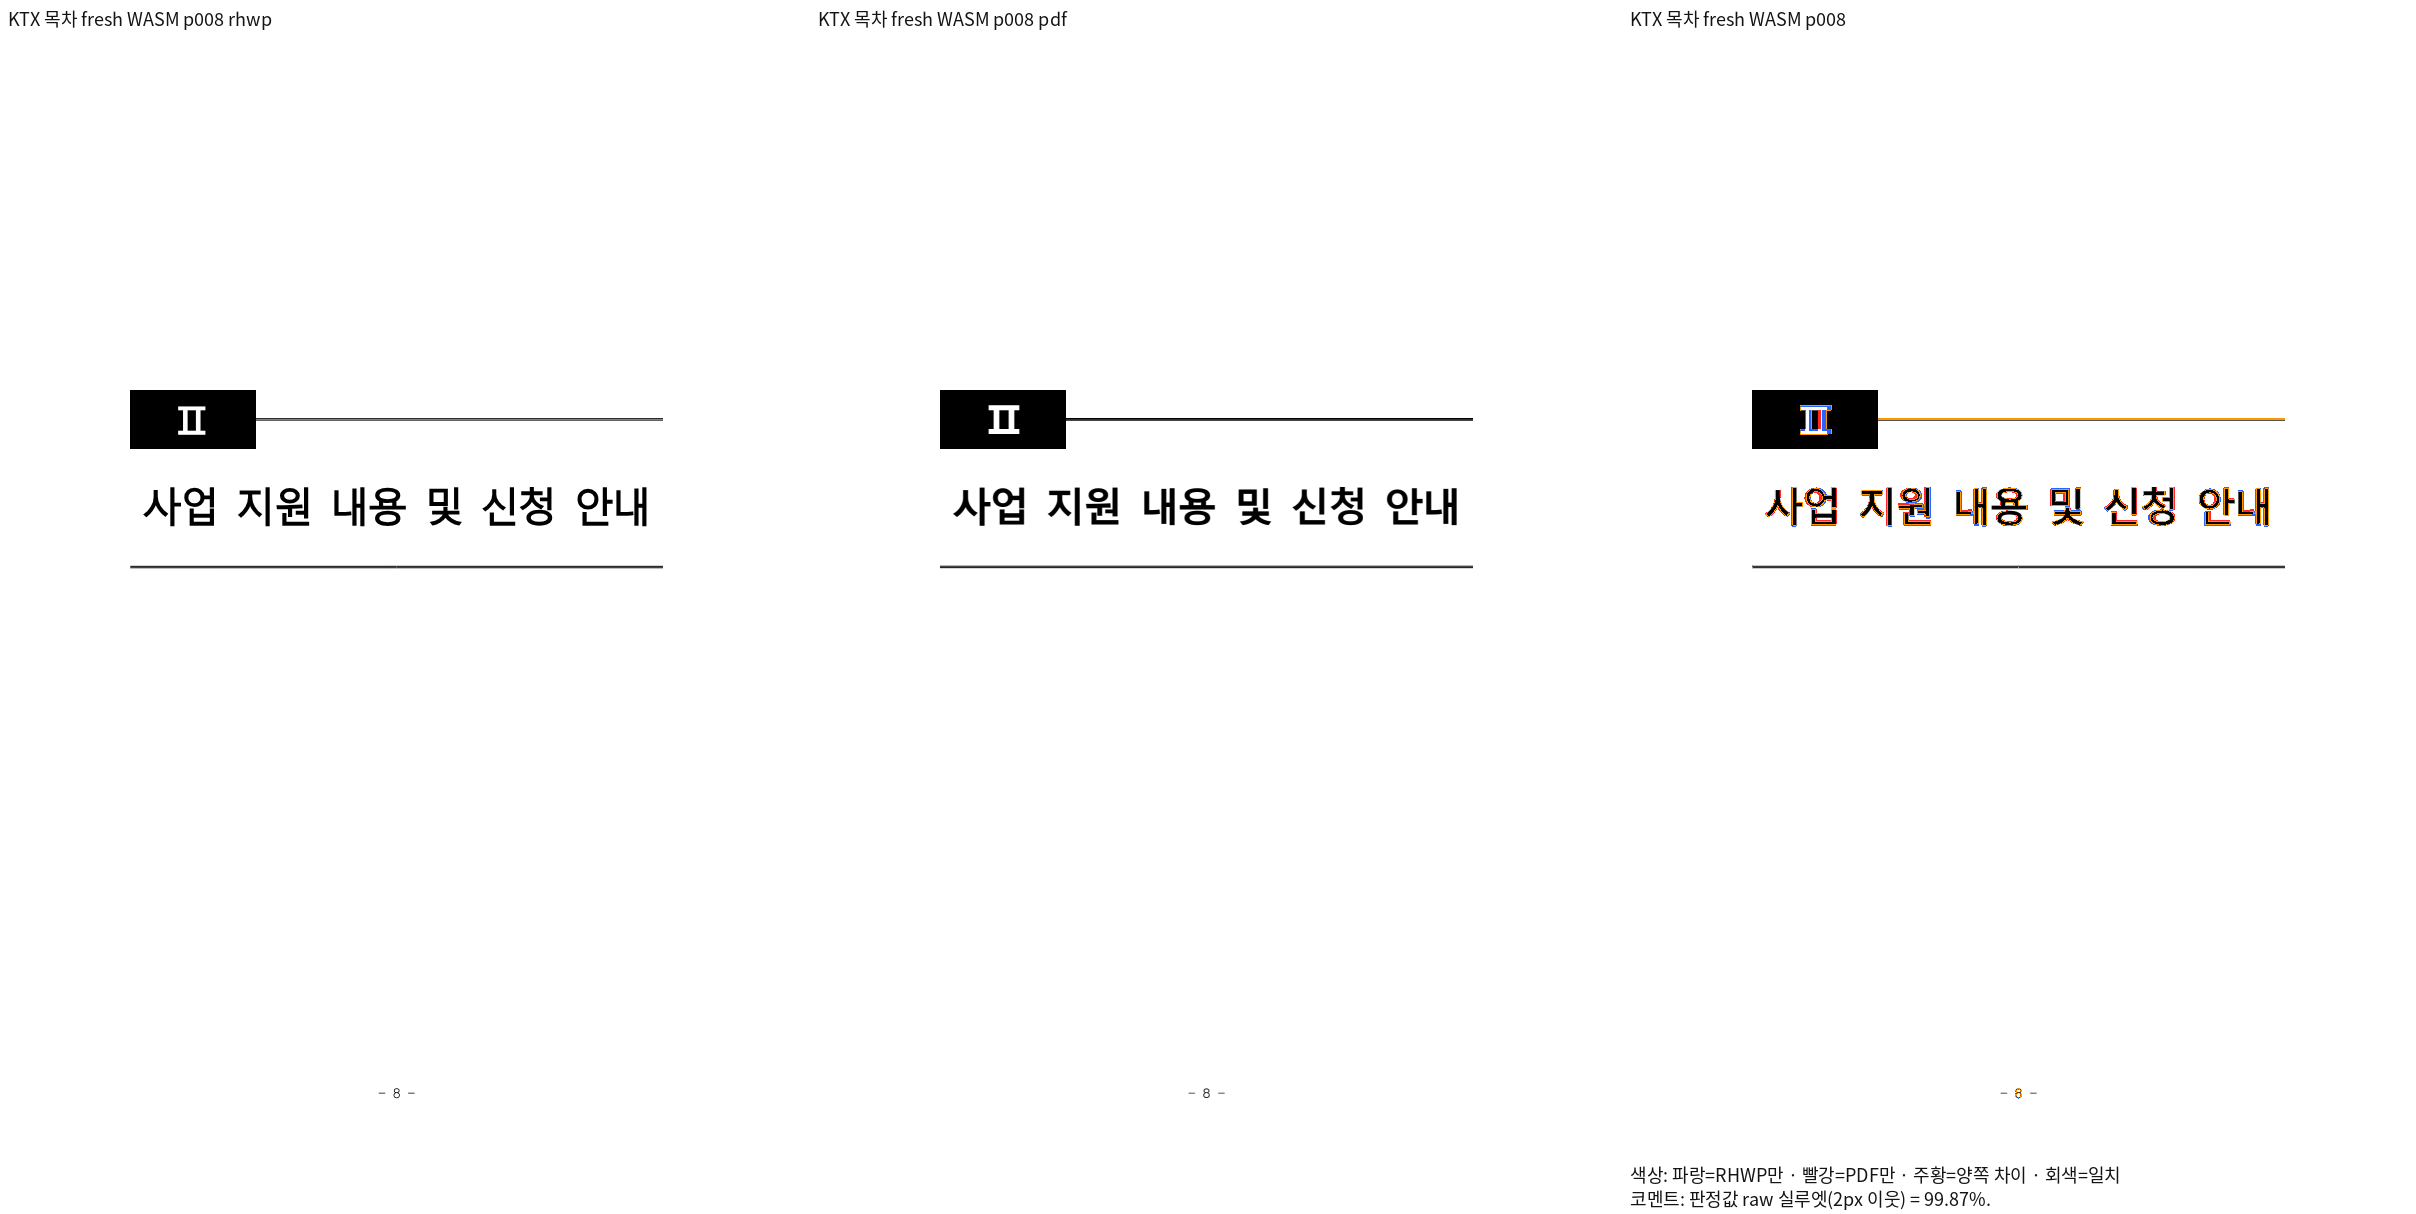 KTX 목차 fresh WASM p008 rhwp
Ⅱ
사업 지원 내용 및 신청 안내
- 8 -
KTX 목차 fresh WASM p008 pdf
Ⅱ
사업 지원 내용 및 신청 안내
- 8 -
KTX 목차 fresh WASM p008
Ⅱ
사업 지원 내용 및 신청 안내
- 8 -
색상: 파랑=RHWP만 · 빨강=PDF만 · 주황=양쪽 차이 · 회색=일치
코멘트: 판정값 raw 실루엣(2px 이웃) = 99.87%.